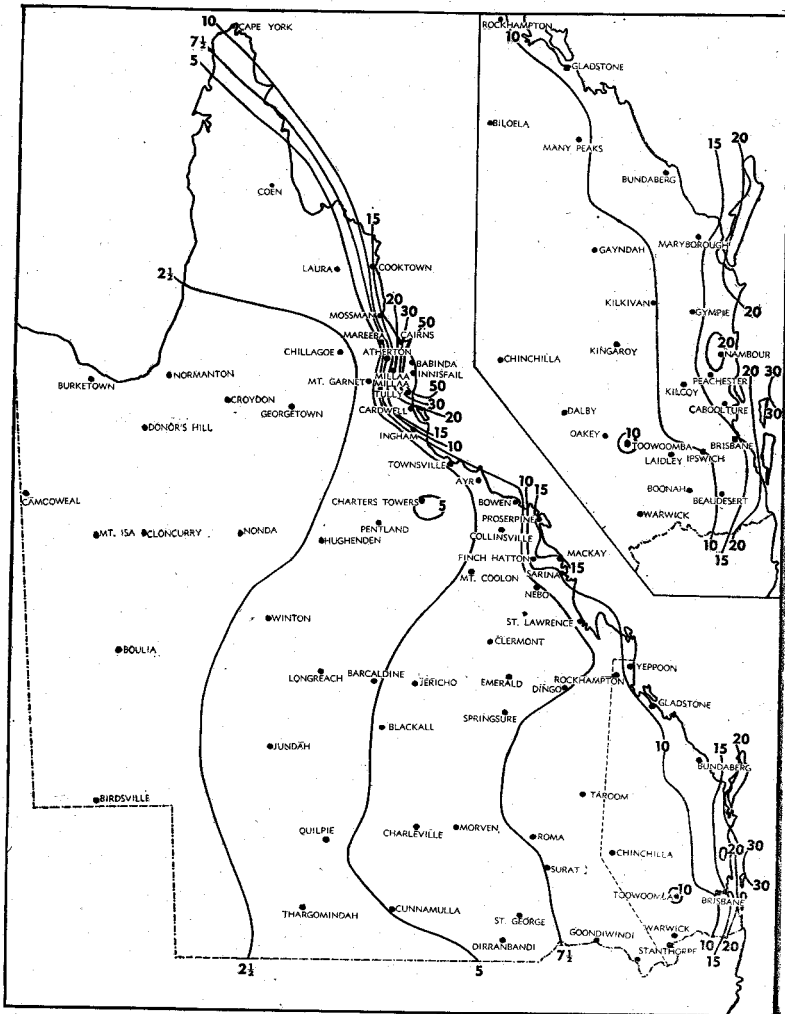 10
CAPE YORK
7½
5
COEN
15
LAURA
COOKTOWN
2½
20
MOSSMAN
30
MAREEBA
CAIRNS
50
CHILLAGOE
ATHERTON
BABINDA
MILLAA
MILLAA
INNISFAIL
MT. GARNET
TULLY
50
BURKETOWN
NORMANTON
CROYDON
GEORGETOWN
CARDWELL
30
20
DONOR'S HILL
INGHAM
15
10
TOWNSVILLE
AYR
CAMCOWEAL
CHARTERS TOWERS
5
BOWEN
10
15
PENTLAND
PROSERPINE
MT. ISA
CLONCURRY
NONDA
HUGHENDEN
COLLINSVILLE
FINCH HATTON
MACKAY
MT. COOLON
SARINA
15
NEBO
WINTON
ST. LAWRENCE
BOULIA
CLERMONT
LONGREACH
BARCALDINE
JERICHO
EMERALD
DINGO
ROCKHAMPTON
YEPPOON
SPRINGSURE
GLADSTONE
BLACKALL
JUNDAH
10
15
20
BUNDABERG
BIRDSVILLE
TAROOM
QUILPIE
CHARLEVILLE
MORVEN
ROMA
CHINCHILLA
20
30
SURAT
30
TOOWOOMBA
10
BRISBANE
THARGOMINDAH
CUNNAMULLA
ST. GEORGE
GOONDIWINDI
WARWICK
DIRRANBANDI
STANTHORPE
10
20
15
2½
5
7½
ROCKHAMPTON
10
GLADSTONE
BILOELA
MANY PEAKS
15
20
BUNDABERG
GAYNDAH
MARYBOROUGH
KILKIVAN
20
GYMPIE
KINGAROY
20
NAMBOUR
CHINCHILLA
PEACHESTER
30
KILCOY
20
DALBY
CABOOLTURE
30
OAKEY
10
TOOWOOMBA
BRISBANE
LAIDLEY
IPSWICH
BOONAH
BEAUDESERT
WARWICK
10
20
15